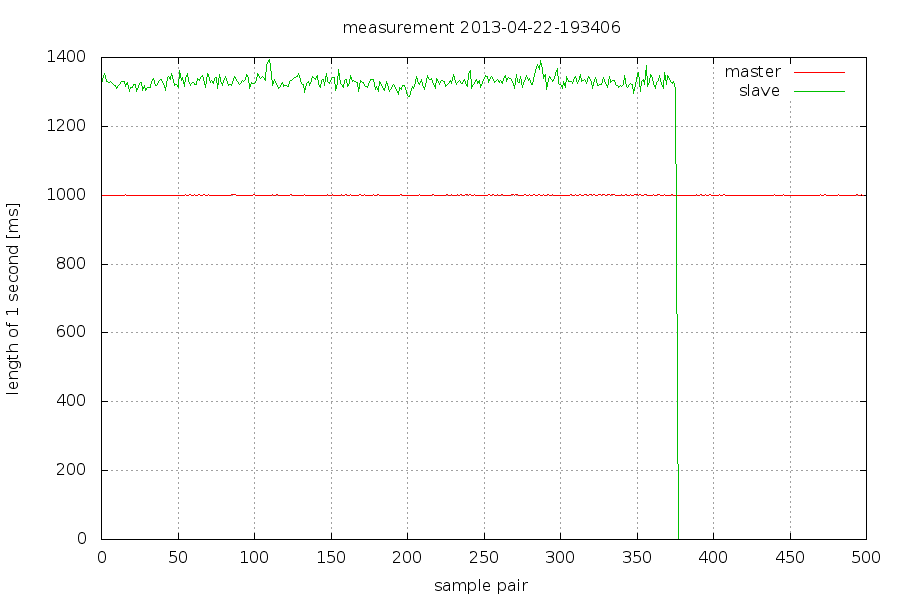 measurement 2013-04-22-193406
1400
1200
1000
800
600
400
200
0
length of 1 second [ms]
master
slave
0 50 100 150 200 250 300 350 400 450 500
sample pair